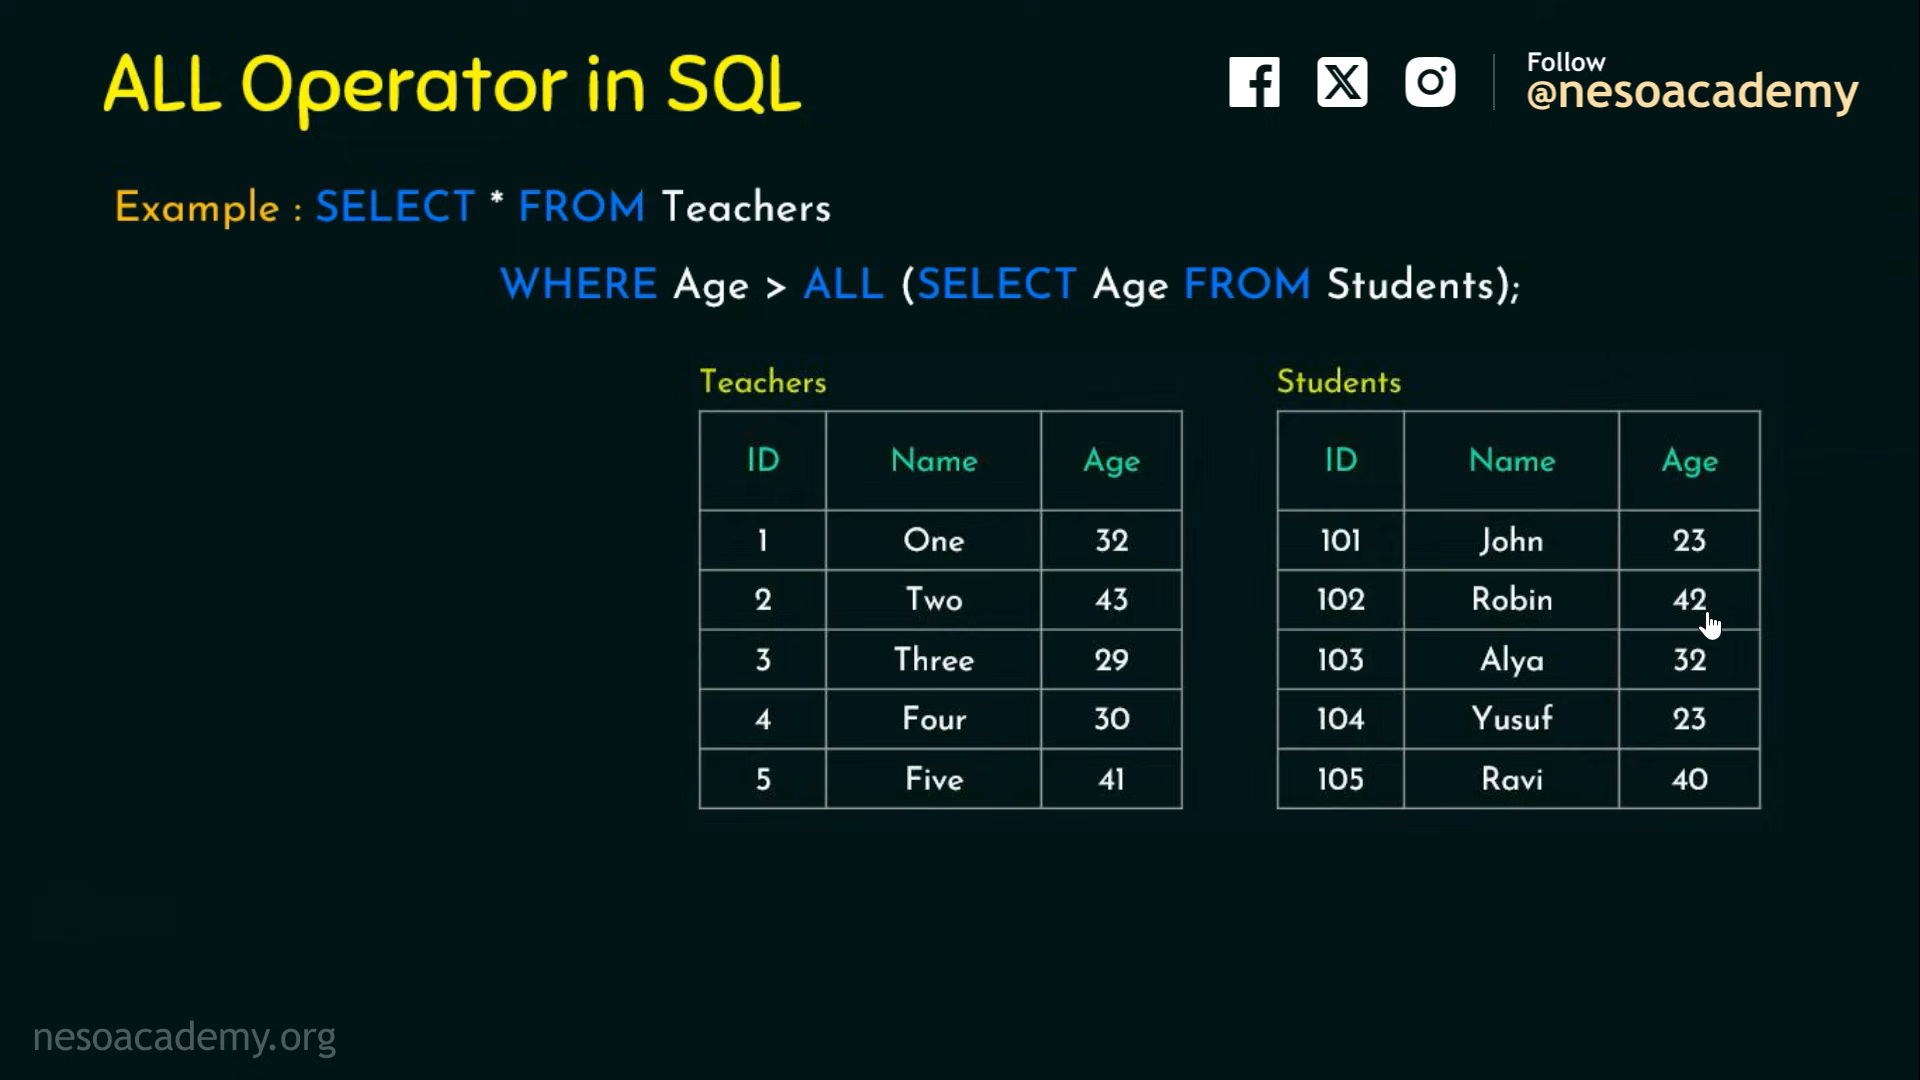 ALL Operator in SQL
Follow
@nesoacademy
Example : SELECT * FROM Teachers
WHERE Age > ALL (SELECT Age FROM Students);
Teachers
ID Name Age
1 One 32
2 Two 43
3 Three 29
4 Four 30
5 Five 41
Students
ID Name Age
101 John 23
102 Robin 42
103 Alya 32
104 Yusuf 23
105 Ravi 40
nesoacademy.org